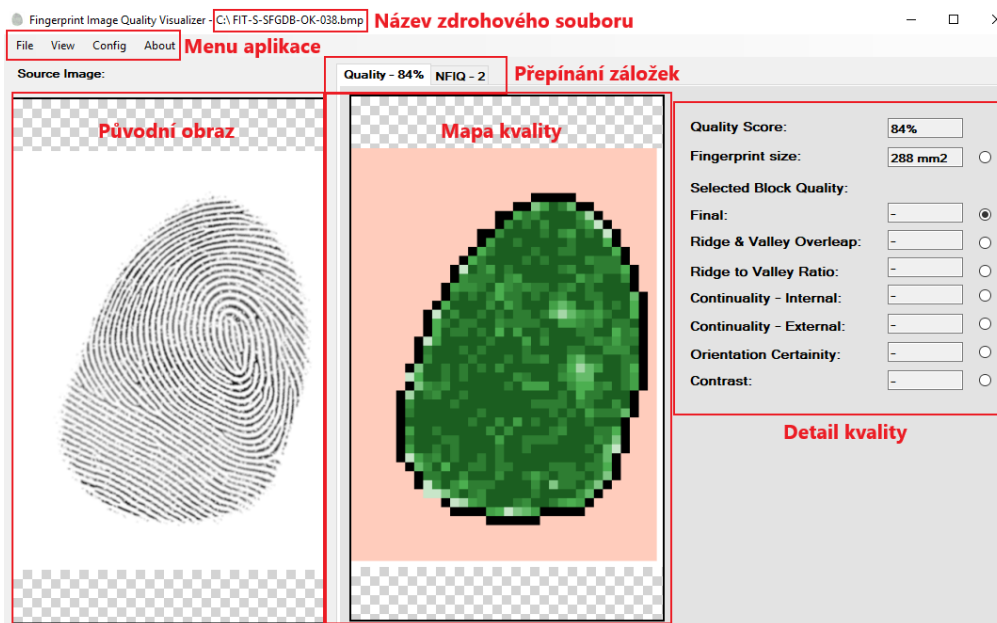 Fingerprint Image Quality Visualizer - C:\ FIT-S-SFGDB-OK-038.bmp Název zdrohového souboru
File View Config About Menu aplikace
Source Image:
Quality - 84% NFIQ - 2 Přepínání záložek
Původní obraz
Mapa kvality
Quality Score: 84%
Fingerprint size: 288 mm2
Selected Block Quality:
Final: -
Ridge & Valley Overleap: -
Ridge to Valley Ratio: -
Continuality - Internal: -
Continuality - External: -
Orientation Certainity: -
Contrast: -
Detail kvality